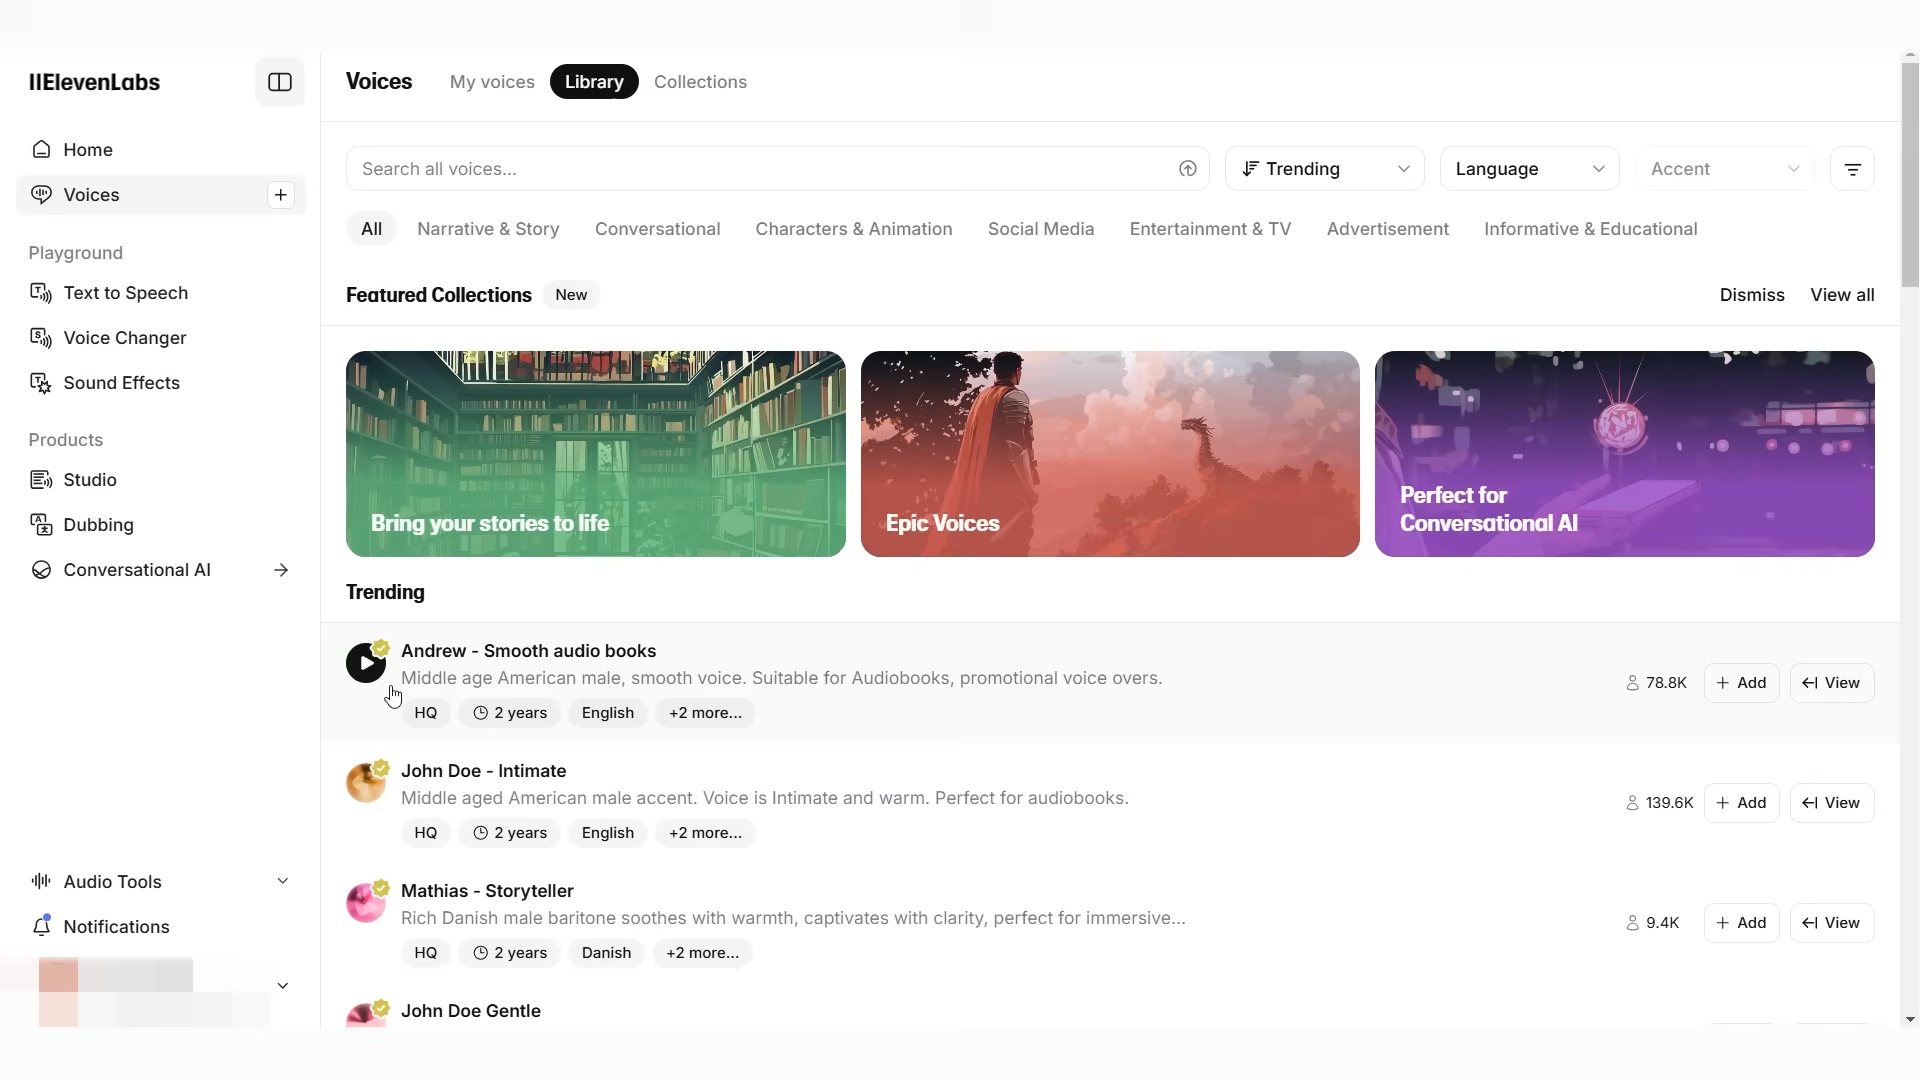 IIElevenLabs
Home
Voices
Playground
Text to Speech
Voice Changer
Sound Effects
Products
Studio
Dubbing
Conversational AI
Audio Tools
Notifications
Voices My voices Library Collections
Search all voices... Trending Language Accent
All Narrative & Story Conversational Characters & Animation Social Media Entertainment & TV Advertisement Informative & Educational
Featured Collections New Dismiss View all
Bring your stories to life
Epic Voices
Perfect for
Conversational AI
Trending
Andrew - Smooth audio books
Middle age American male, smooth voice. Suitable for Audiobooks, promotional voice overs.
HQ 2 years English +2 more...
78.8K + Add View
John Doe - Intimate
Middle aged American male accent. Voice is Intimate and warm. Perfect for audiobooks.
HQ 2 years English +2 more...
139.6K + Add View
Mathias - Storyteller
Rich Danish male baritone soothes with warmth, captivates with clarity, perfect for immersive...
HQ 2 years Danish +2 more...
9.4K + Add View
John Doe Gentle